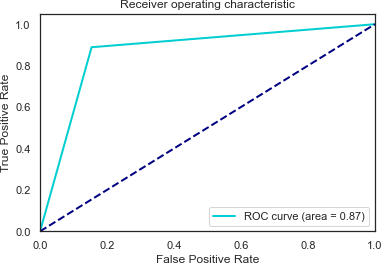 Receiver operating characteristic
True Positive Rate
1.0
0.8
0.6
0.4
0.2
0.0
ROC curve (area = 0.87)
0.0 0.2 0.4 0.6 0.8 1.0
False Positive Rate